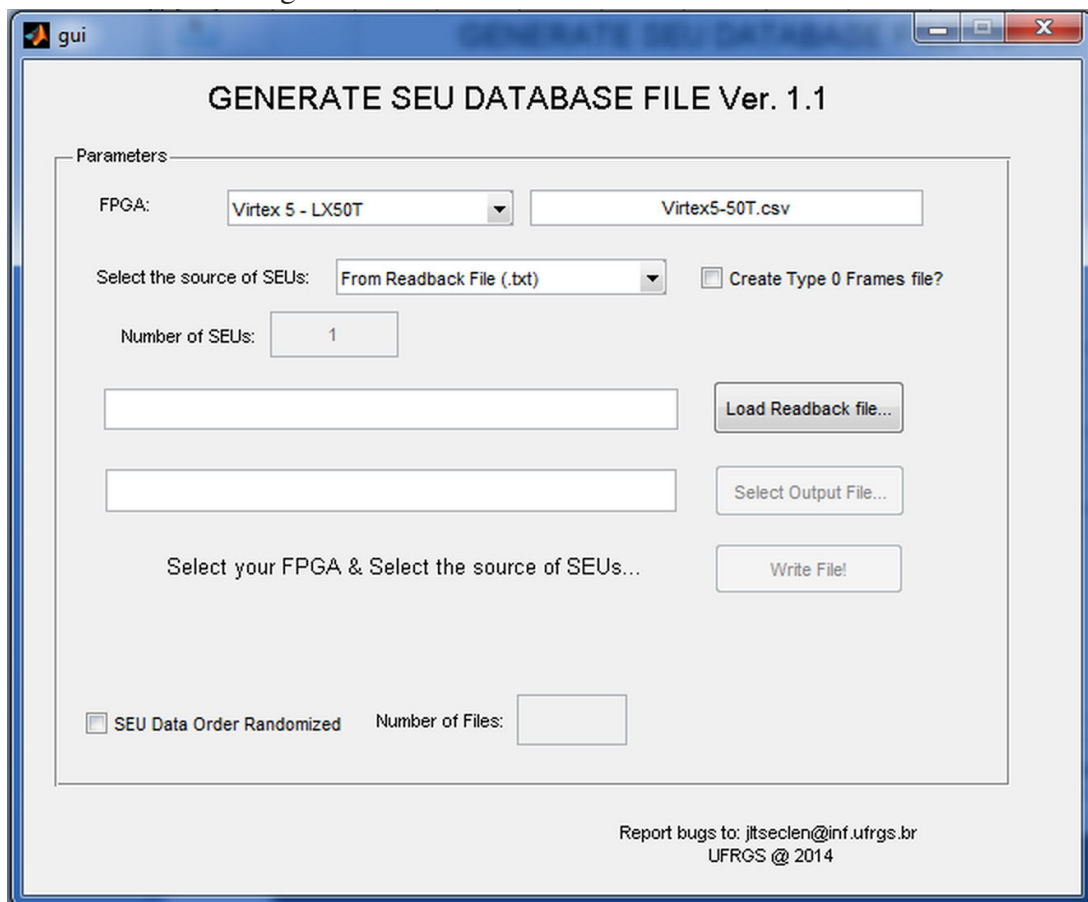 gui
GENERATE SEU DATABASE FILE Ver. 1.1
Parameters
FPGA: Virtex 5 - LX50T Virtex5-50T.csv
Select the source of SEUs: From Readback File (.txt) Create Type 0 Frames file?
Number of SEUs: 1
Load Readback file...
Select Output File...
Select your FPGA & Select the source of SEUs... Write File!
SEU Data Order Randomized Number of Files:
Report bugs to: jltseclen@inf.ufrgs.br
UFRGS @ 2014